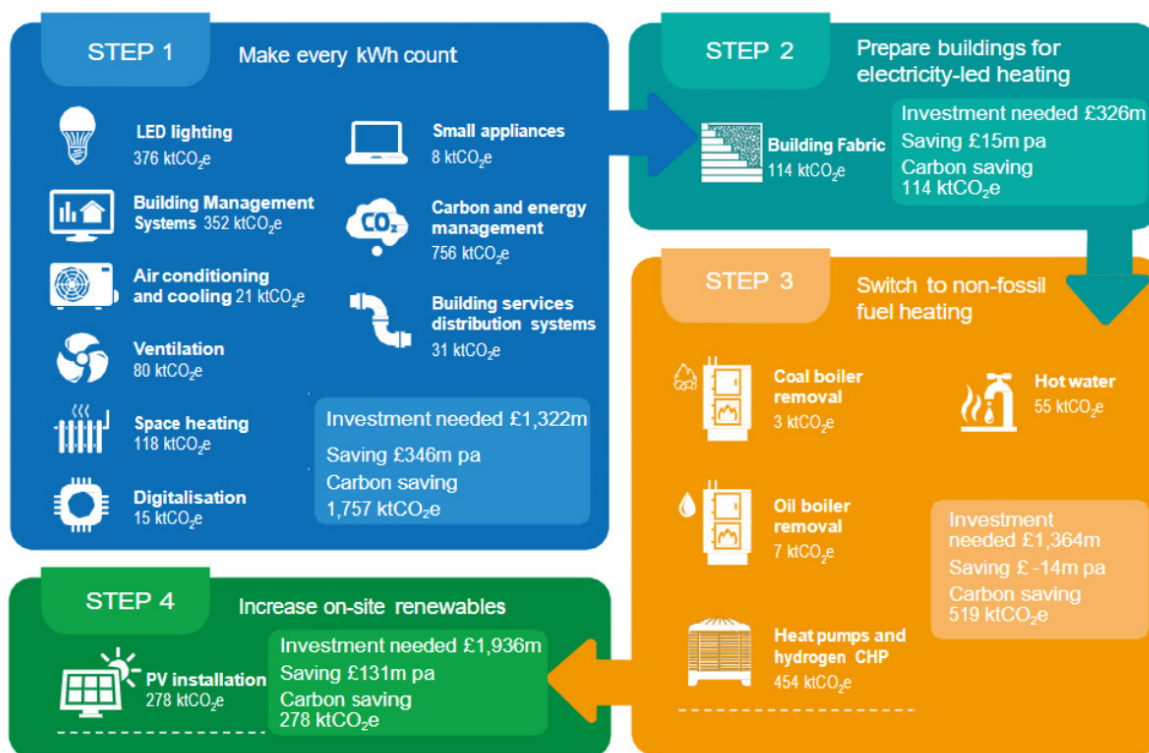 STEP 1
Make every kWh count
LED lighting
376 ktCO₂e
Building Management
Systems 352 ktCO₂e
Air conditioning
and cooling 21 ktCO₂e
Ventilation
80 ktCO₂e
Space heating
118 ktCO₂e
Digitalisation
15 ktCO₂e
Small appliances
8 ktCO₂e
CO₂
Carbon and energy
management
756 ktCO₂e
Building services
distribution systems
31 ktCO₂e
Investment needed £1,322m
Saving £346m pa
Carbon saving
1,757 ktCO₂e
STEP 2
Prepare buildings for
electricity-led heating
Building Fabric
114 ktCO₂e
Investment needed £326m
Saving £15m pa
Carbon saving
114 ktCO₂e
STEP 3
Switch to non-fossil
fuel heating
Coal boiler
removal
3 ktCO₂e
Hot water
55 ktCO₂e
Oil boiler
removal
7 ktCO₂e
Heat pumps and
hydrogen CHP
454 ktCO₂e
Investment
needed £1,364m
Saving £ -14m pa
Carbon saving
519 ktCO₂e
STEP 4
Increase on-site renewables
PV installation
278 ktCO₂e
Investment needed £1,936m
Saving £131m pa
Carbon saving
278 ktCO₂e